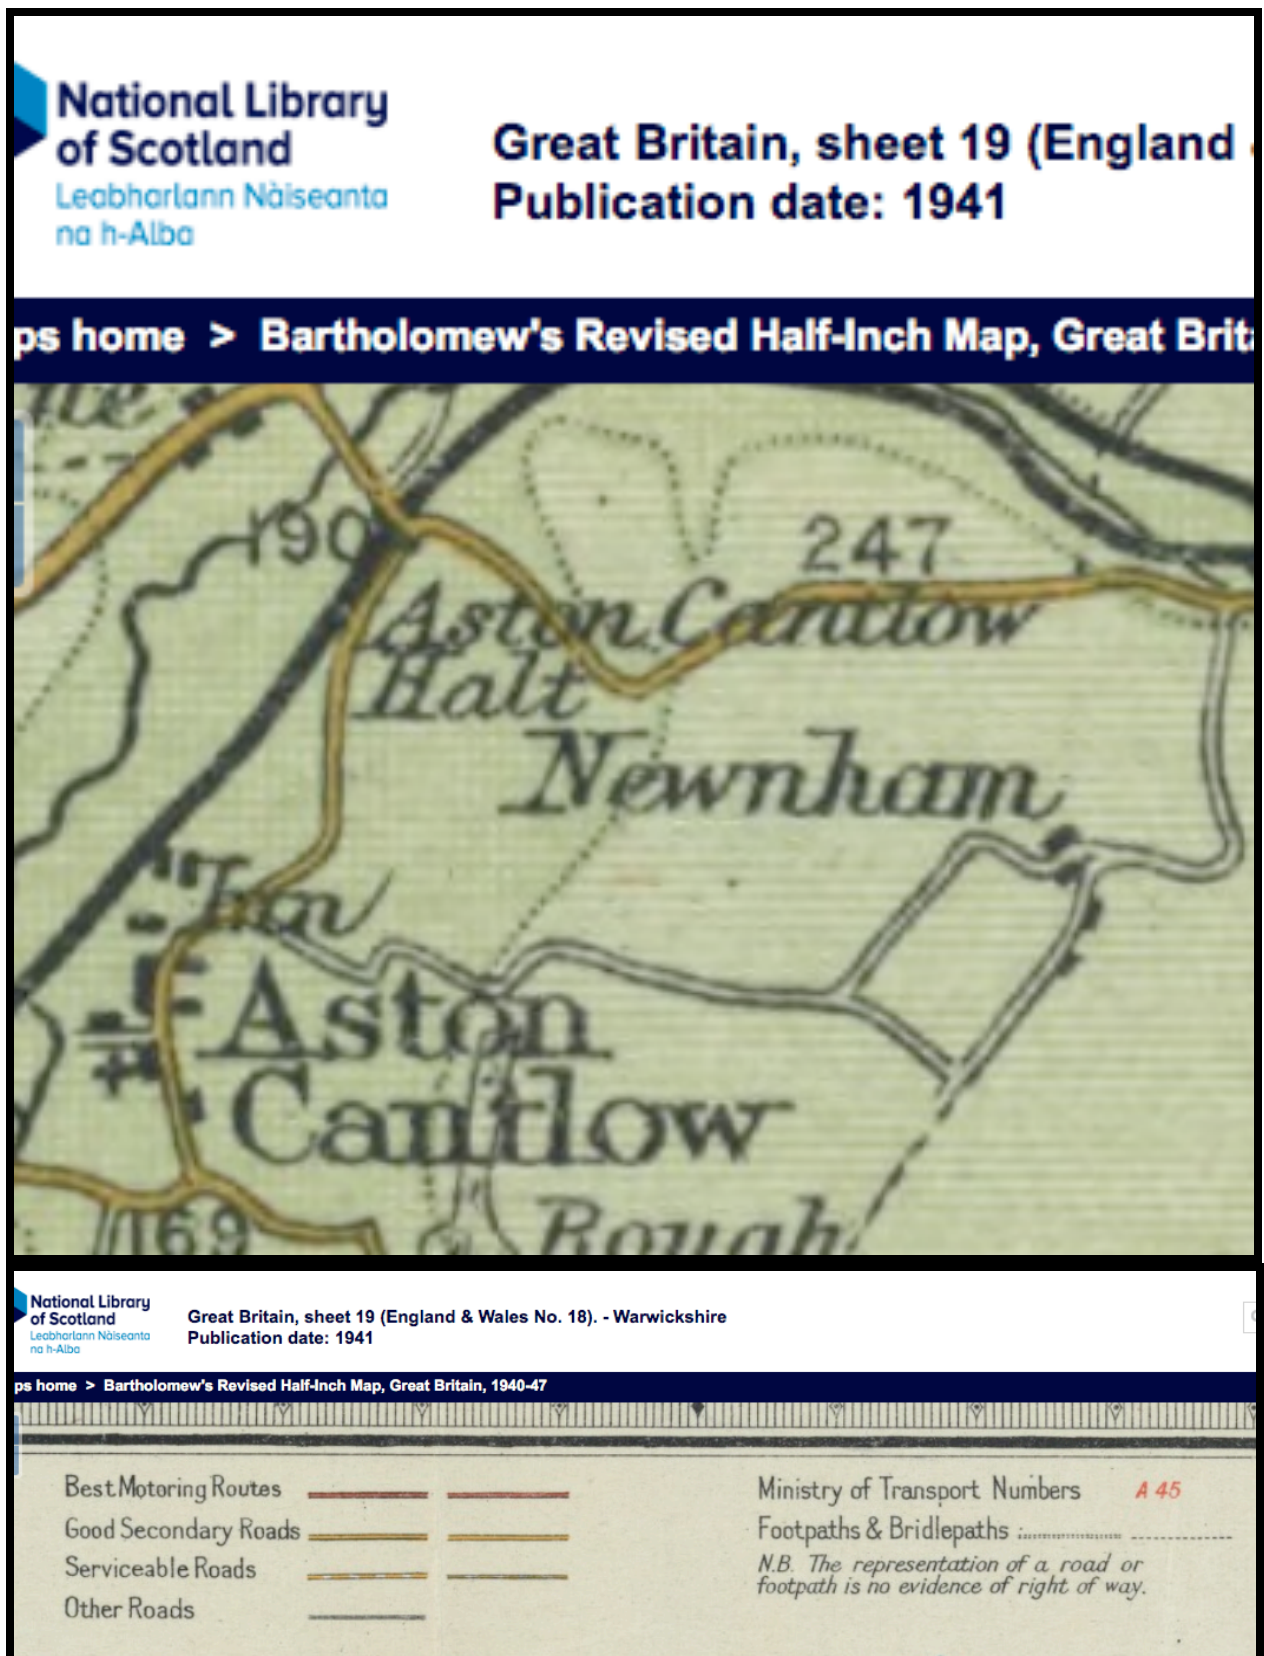 National Library
of Scotland
Leabharlann Nàiseanta
na h-Alba
Great Britain, sheet 19 (England
Publication date: 1941
ps home > Bartholomew's Revised Half-Inch Map, Great Brit
190
247
Aston Cantlow
Halt
Newnham
Inn
Aston
Cantlow
169
Rough
National Library
of Scotland
Leabharlann Nàiseanta
na h-Alba
Great Britain, sheet 19 (England & Wales No. 18). - Warwickshire
Publication date: 1941
ps home > Bartholomew's Revised Half-Inch Map, Great Britain, 1940-47
Best Motoring Routes
Good Secondary Roads
Serviceable Roads
Other Roads
Ministry of Transport Numbers A 45
Footpaths & Bridlepaths
N.B. The representation of a road or
footpath is no evidence of right of way.